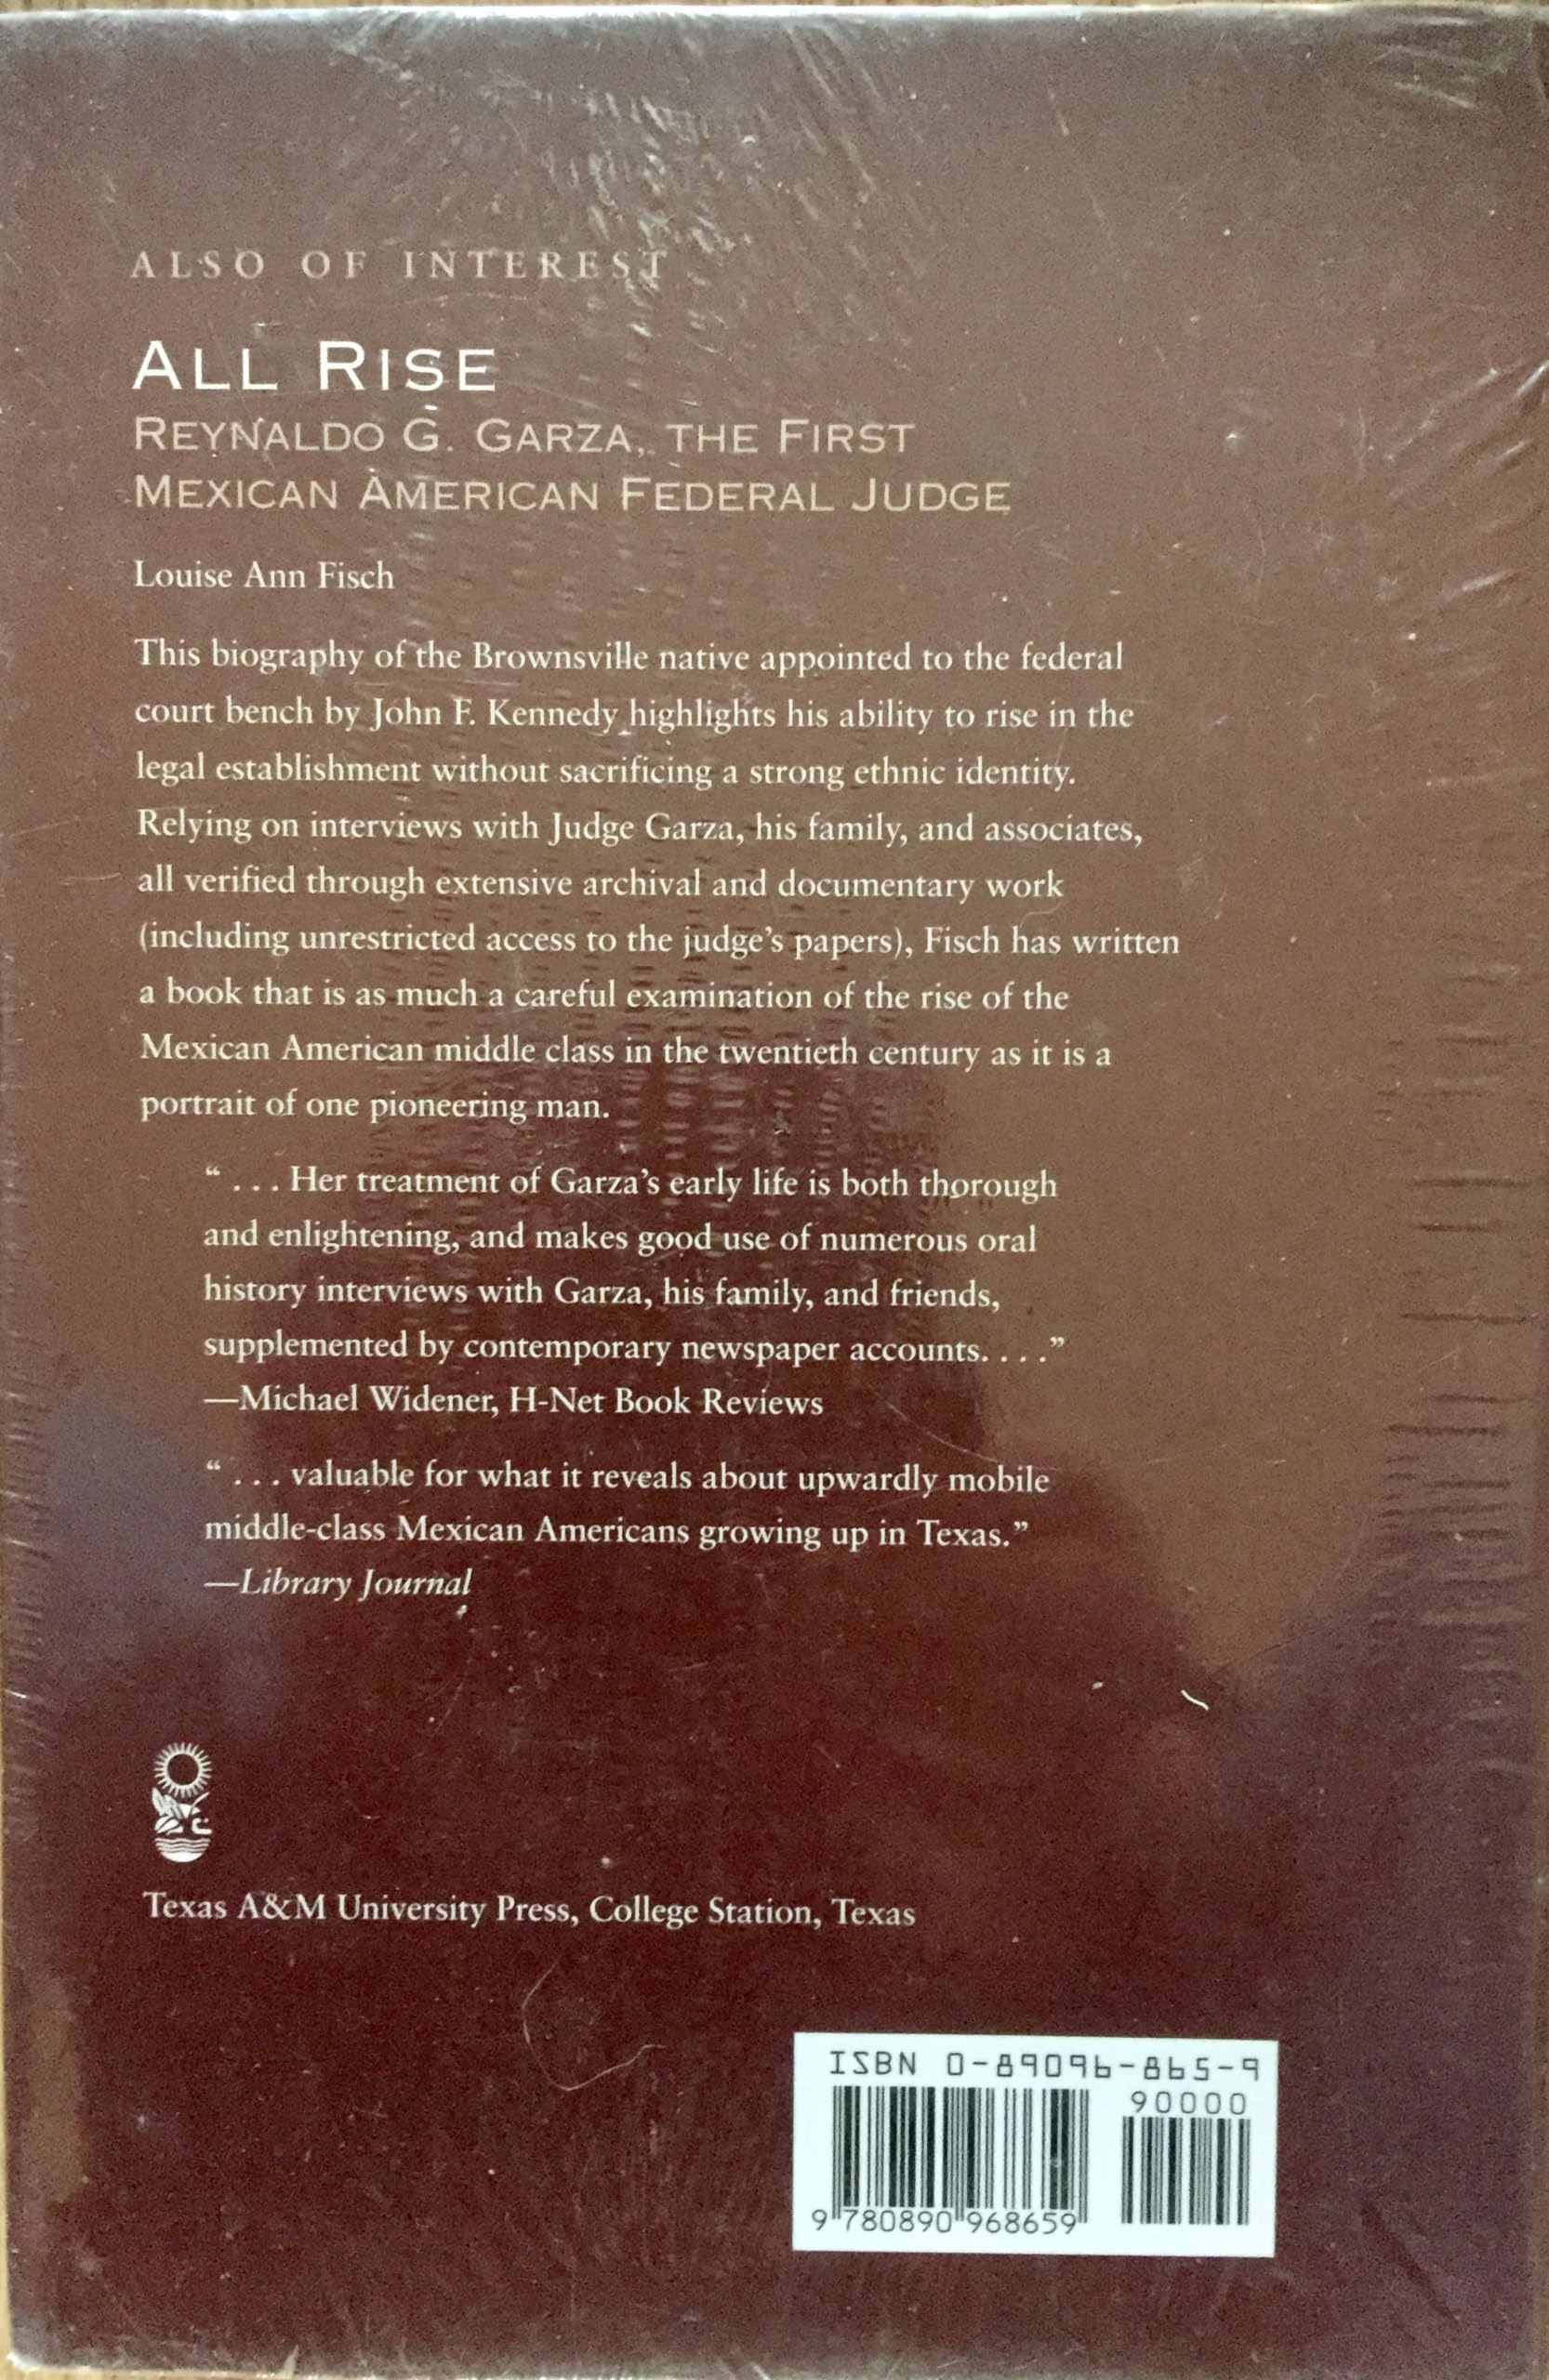 ALSO OF INTEREST
ALL RISE
REYNALDO G. GARZA, THE FIRST
MEXICAN AMERICAN FEDERAL JUDGE
Louise Ann Fisch
This biography of the Brownsville native appointed to the federal
court bench by John F. Kennedy highlights his ability to rise in the
legal establishment without sacrificing a strong ethnic identity.
Relying on interviews with Judge Garza, his family, and associates,
all verified through extensive archival and documentary work
(including unrestricted access to the judge's papers), Fisch has written
a book that is as much a careful examination of the rise of the
Mexican American middle class in the twentieth century as it is a
portrait of one pioneering man.
“ . . . Her treatment of Garza's early life is both thorough
and enlightening, and makes good use of numerous oral
history interviews with Garza, his family, and friends,
supplemented by contemporary newspaper accounts. . . .”
—Michael Widener, H-Net Book Reviews
“ . . . valuable for what it reveals about upwardly mobile
middle-class Mexican Americans growing up in Texas.”
—Library Journal
Texas A&M University Press, College Station, Texas
ISBN 0-89096-865-9
90000
9 780890 968659